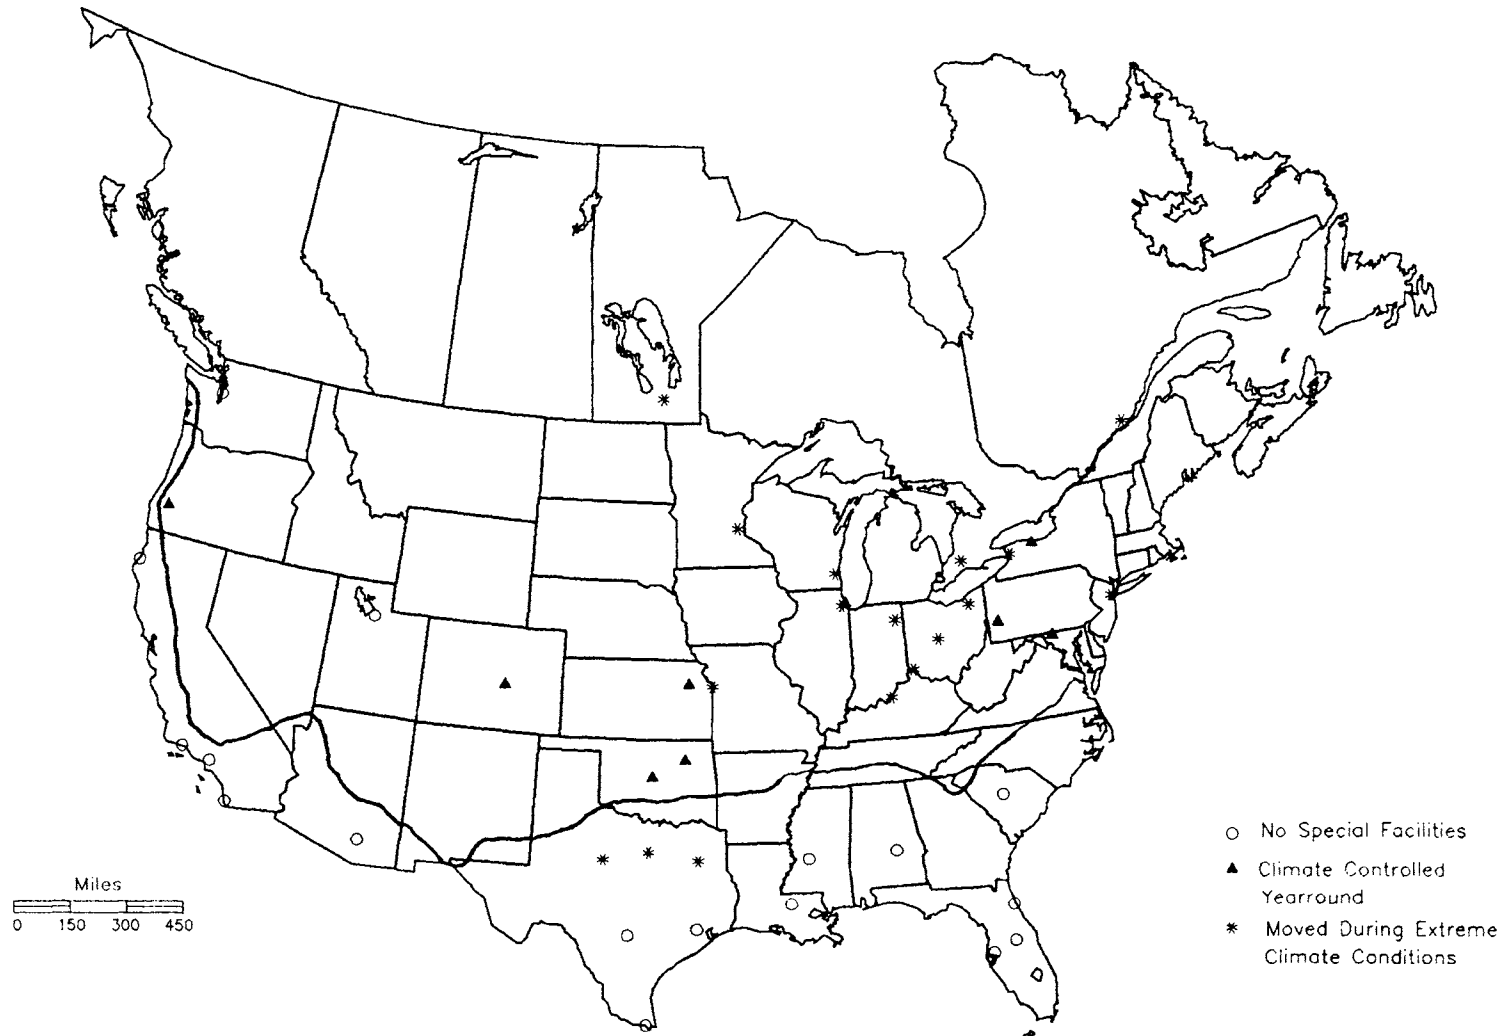 No Special Facilities
Climate Controlled
Yearround
Moved During Extreme
Climate Conditions
Miles
0 150 300 450